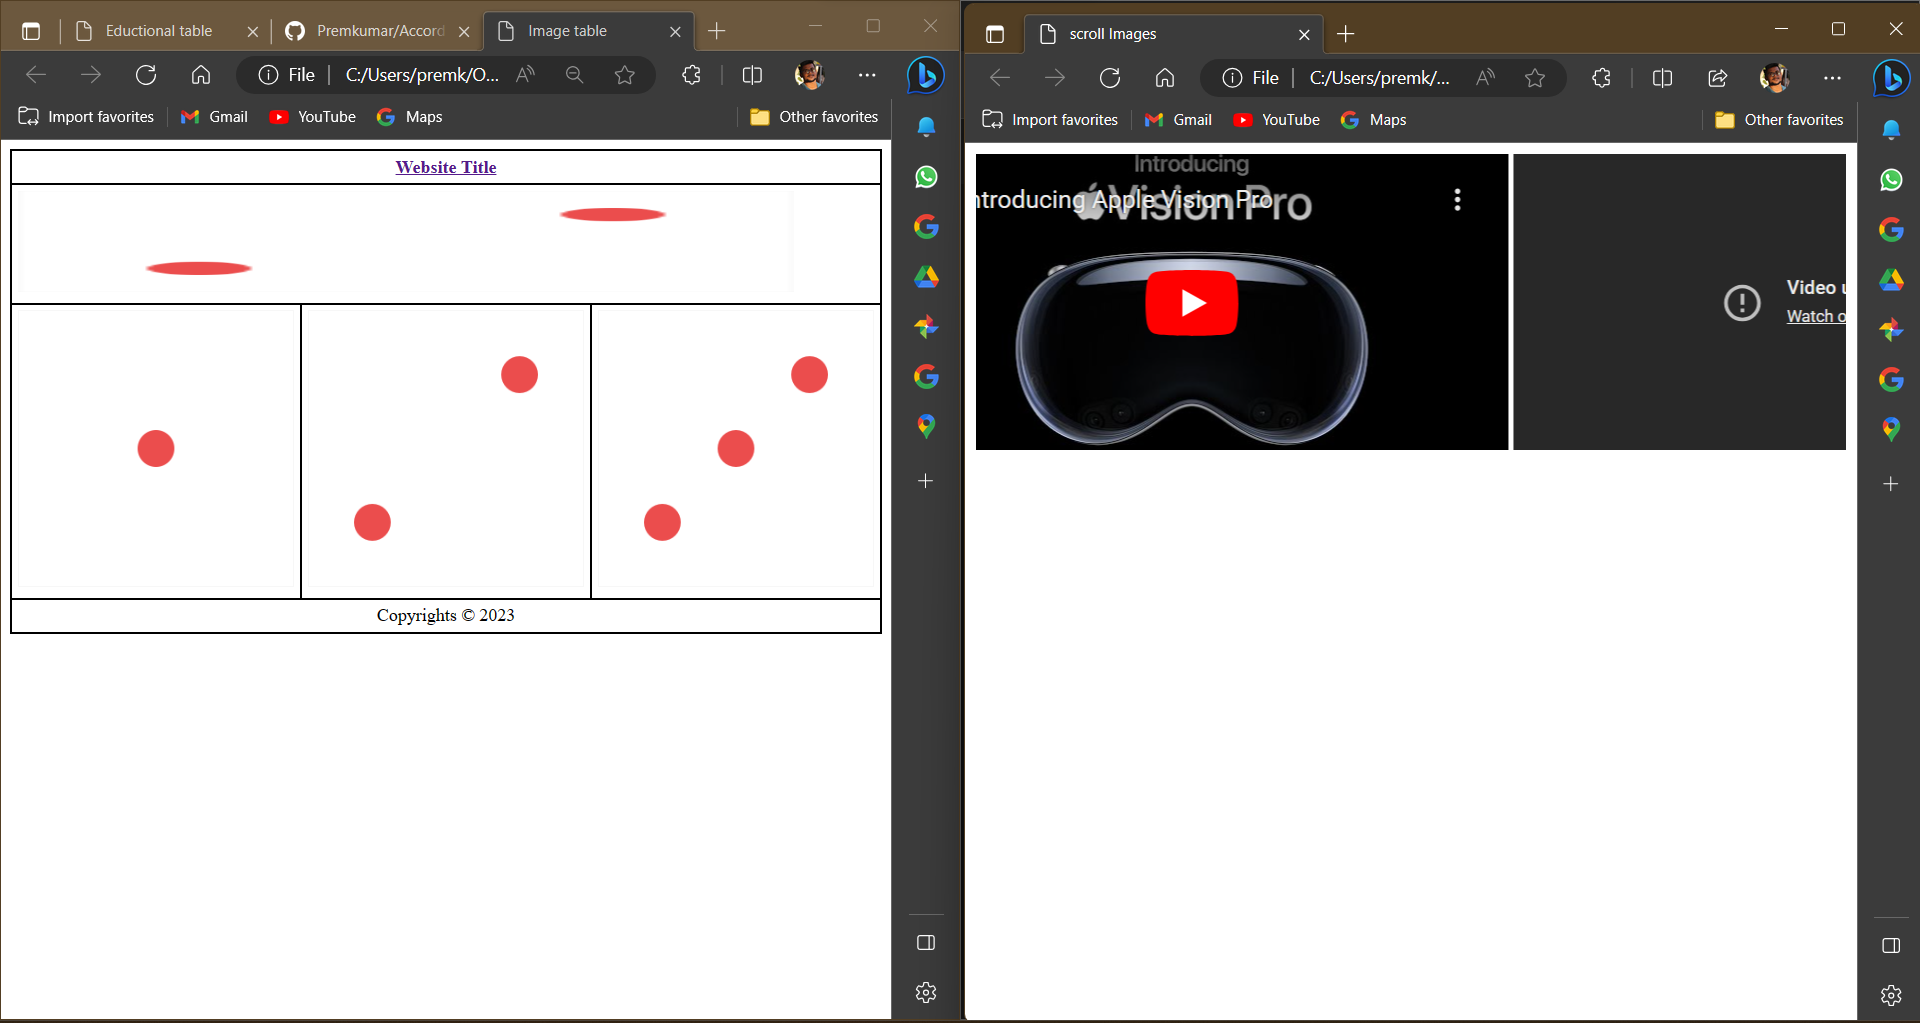 Eductional table
Premkumar/Accord
Image table
File
C:/Users/premk/O...
Import favorites
Gmail
YouTube
Maps
Other favorites
Website Title
Copyrights © 2023
scroll Images
File
C:/Users/premk/...
Import favorites
Gmail
YouTube
Maps
Other favorites
Introducing
Vision Pro
ntroducing Apple Vision Pro
Video u
Watch o